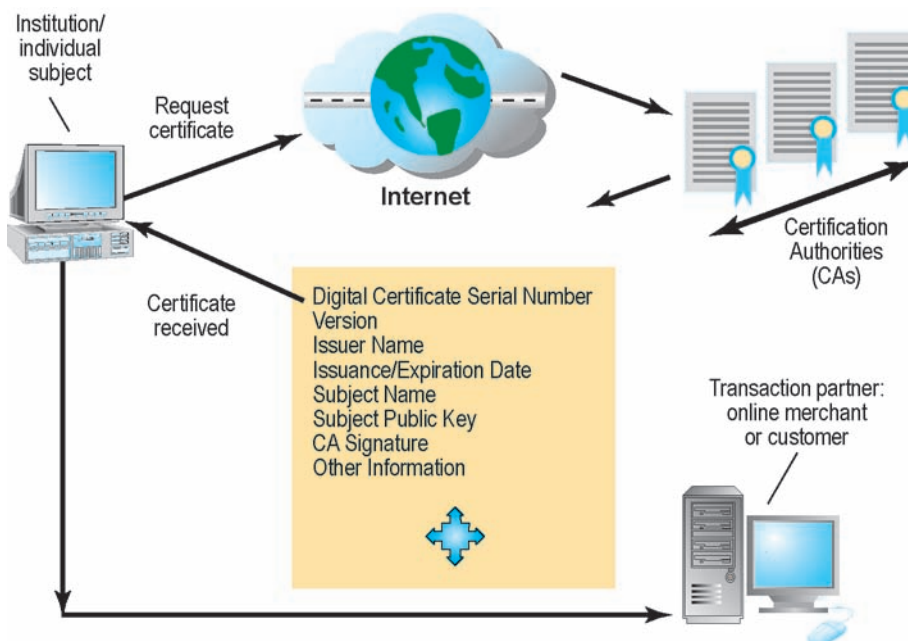 Institution/
individual
subject
Request
certificate
Internet
Certification
Authorities
(CAs)
Certificate
received
Digital Certificate Serial Number
Version
Issuer Name
Issuance/Expiration Date
Subject Name
Subject Public Key
CA Signature
Other Information
Transaction partner:
online merchant
or customer